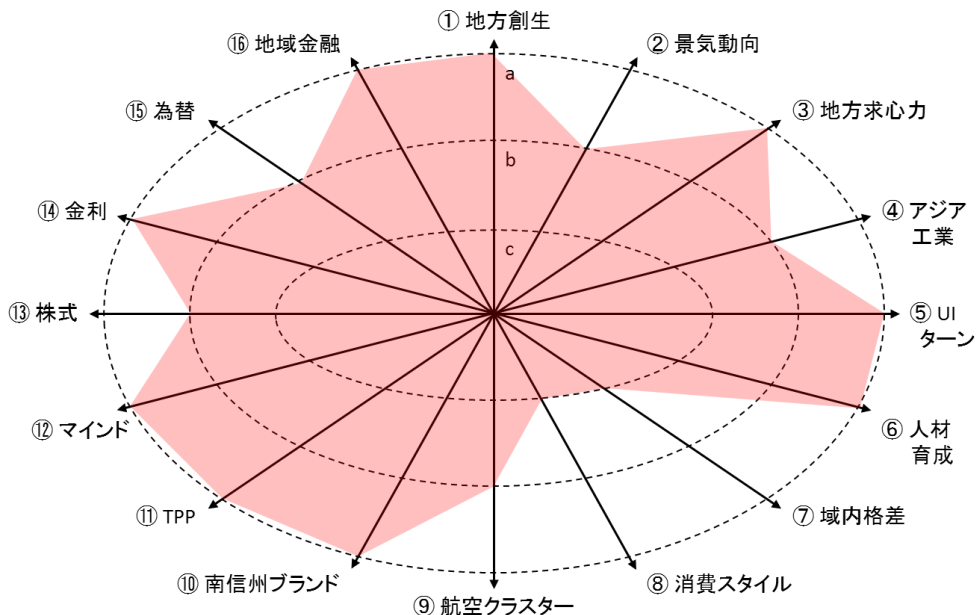 ① 地方創生
② 景気動向
③ 地方求心力
④ アジア
工業
⑤ UI
ターン
⑥ 人材
育成
⑦ 域内格差
⑧ 消費スタイル
⑨ 航空クラスター
⑩ 南信州ブランド
⑪ TPP
⑫ マインド
⑬ 株式
⑭ 金利
⑮ 為替
⑯ 地域金融
a
b
c